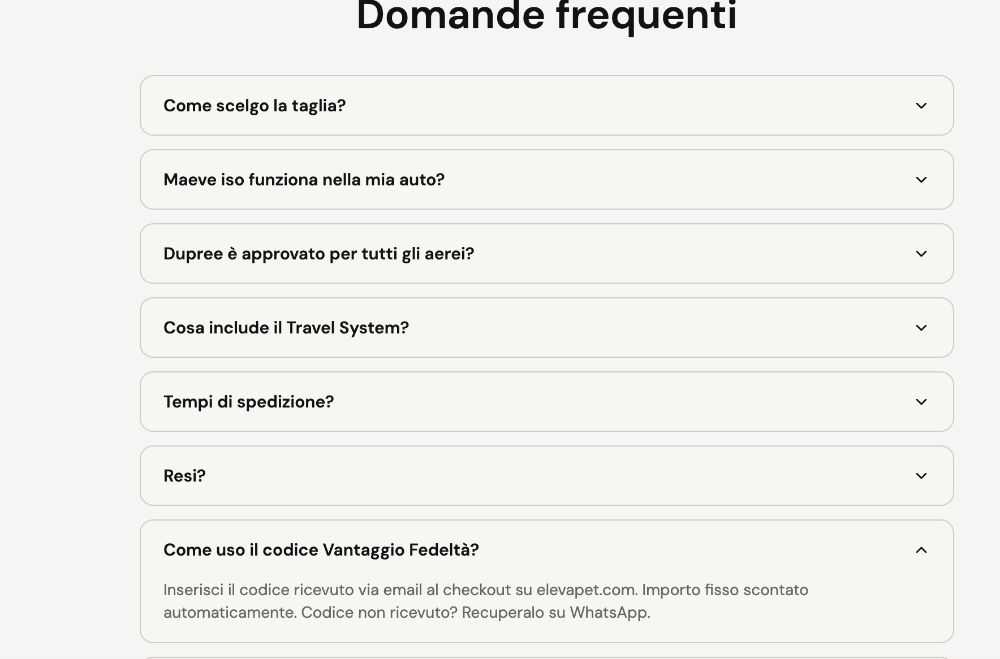 Domande frequenti
Come scelgo la taglia?
Maeve iso funziona nella mia auto?
Dupree è approvato per tutti gli aerei?
Cosa include il Travel System?
Tempi di spedizione?
Resi?
Come uso il codice Vantaggio Fedeltà?
Inserisci il codice ricevuto via email al checkout su elevapet.com. Importo fisso scontato
automaticamente. Codice non ricevuto? Recuperalo su WhatsApp.